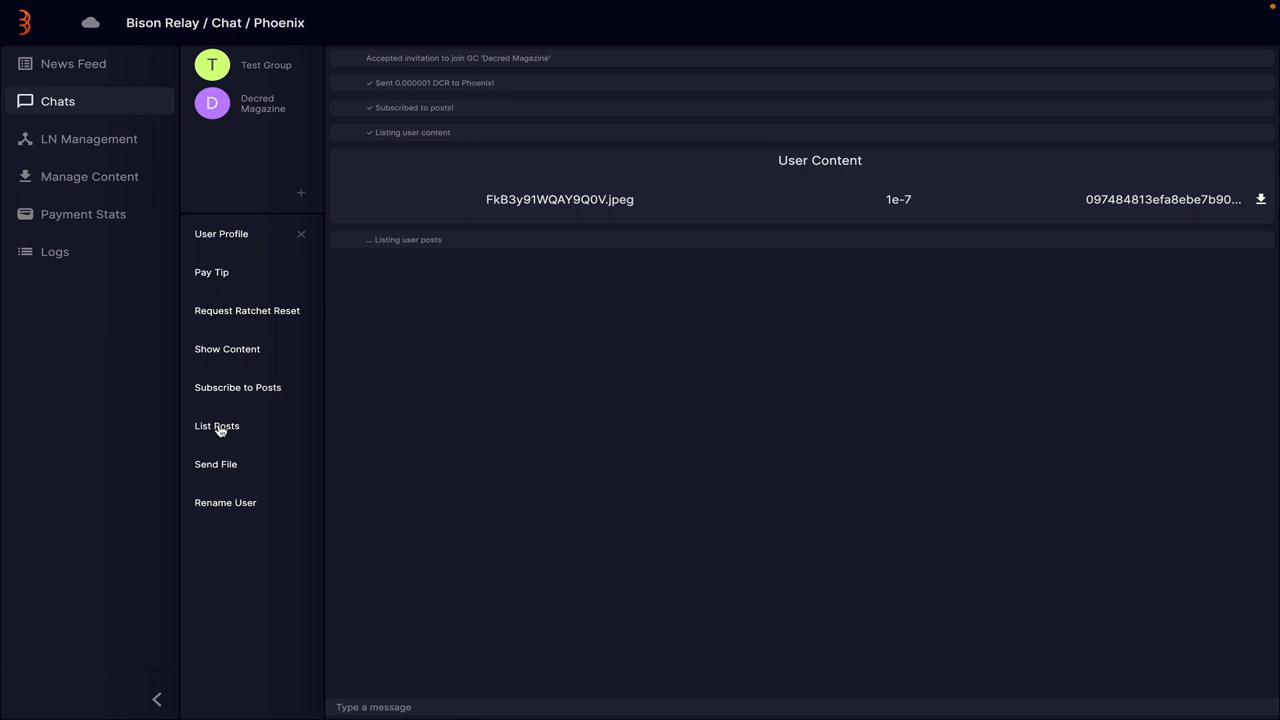 Bison Relay / Chat / Phoenix
News Feed
Chats
LN Management
Manage Content
Payment Stats
Logs
T
Test Group
D
Decred
Magazine
User Profile
Pay Tip
Request Ratchet Reset
Show Content
Subscribe to Posts
List Posts
Send File
Rename User
Accepted invitation to join GC 'Decred Magazine'
✓ Sent 0.000001 DCR to Phoenix!
✓ Subscribed to posts!
✓ Listing user content
User Content
FkB3y91WQAY9Q0V.jpeg 1e-7 097484813efa8ebe7b90...
... Listing user posts
Type a message